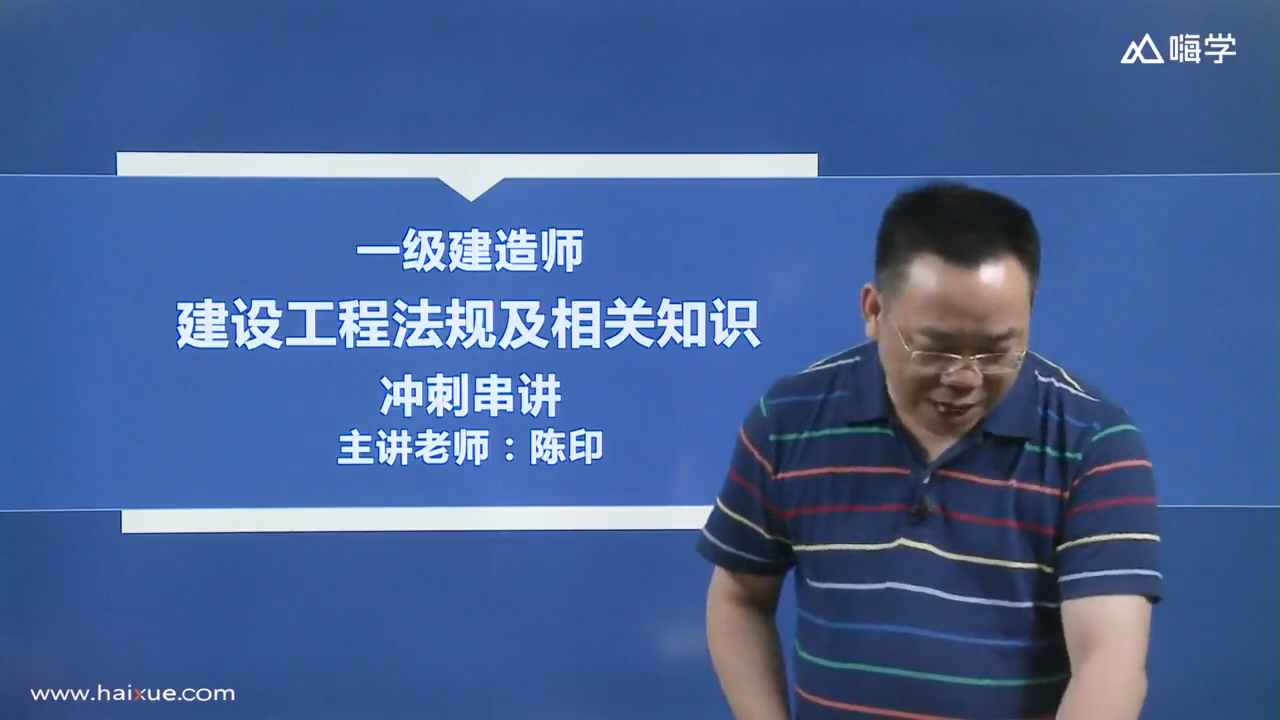 嗨学
一级建造师
建设工程法规及相关知识
冲刺串讲
主讲老师：陈印
www.haixue.com